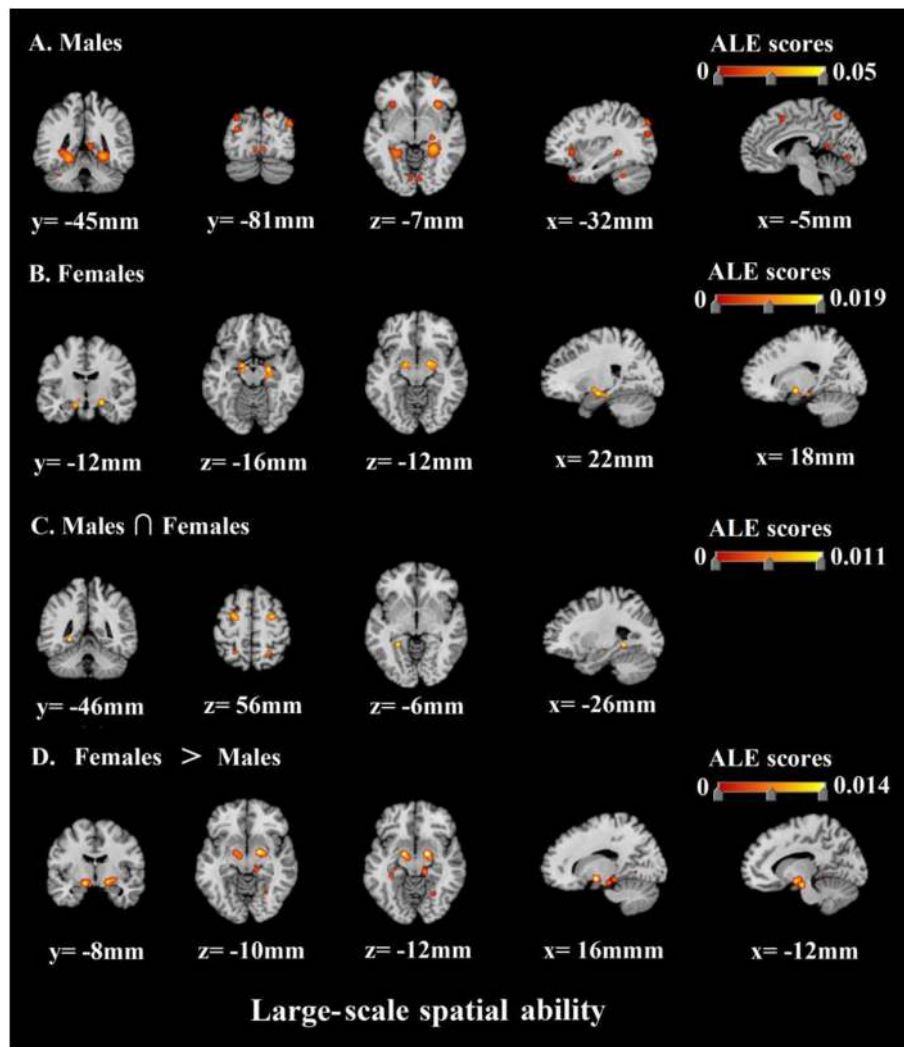 A. Males
ALE scores
0 0.05
y= -45mm y= -81mm z= -7mm x= -32mm x= -5mm
B. Females
ALE scores
0 0.019
y= -12mm z= -16mm z= -12mm x= 22mm x= 18mm
C. Males ∩ Females
ALE scores
0 0.011
y= -46mm z= 56mm z= -6mm x= -26mm
D. Females > Males
ALE scores
0 0.014
y= -8mm z= -10mm z= -12mm x= 16mmm x= -12mm
Large-scale spatial ability